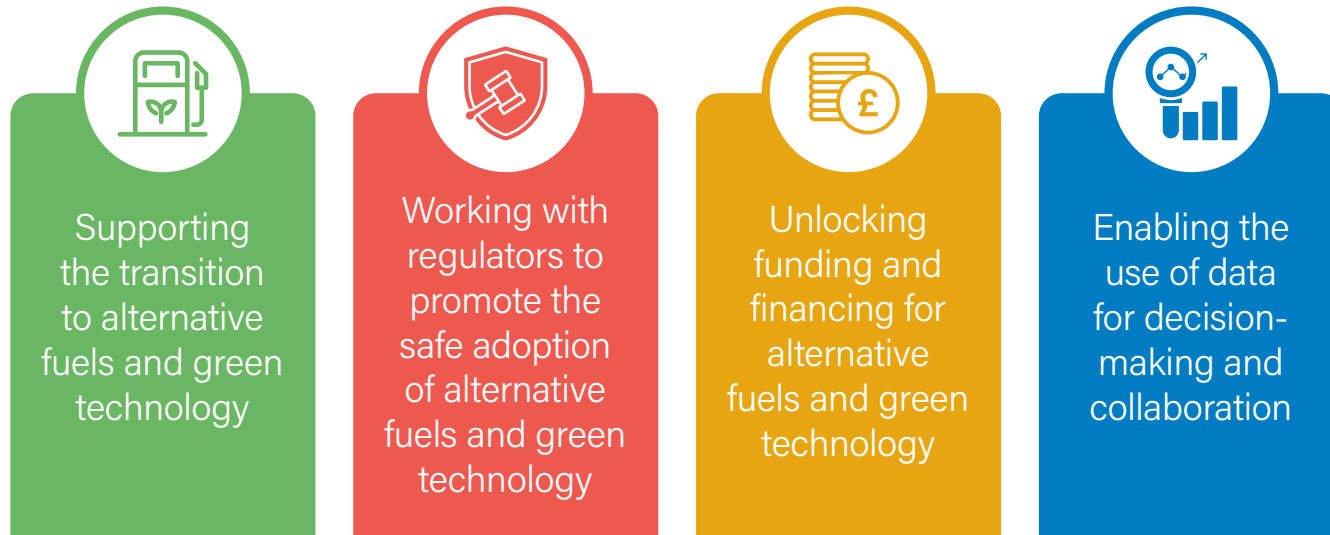 Supporting
the transition
to alternative
fuels and green
technology
Working with
regulators to
promote the
safe adoption
of alternative
fuels and green
technology
£
Unlocking
funding and
financing for
alternative
fuels and green
technology
Enabling the
use of data
for decision-
making and
collaboration